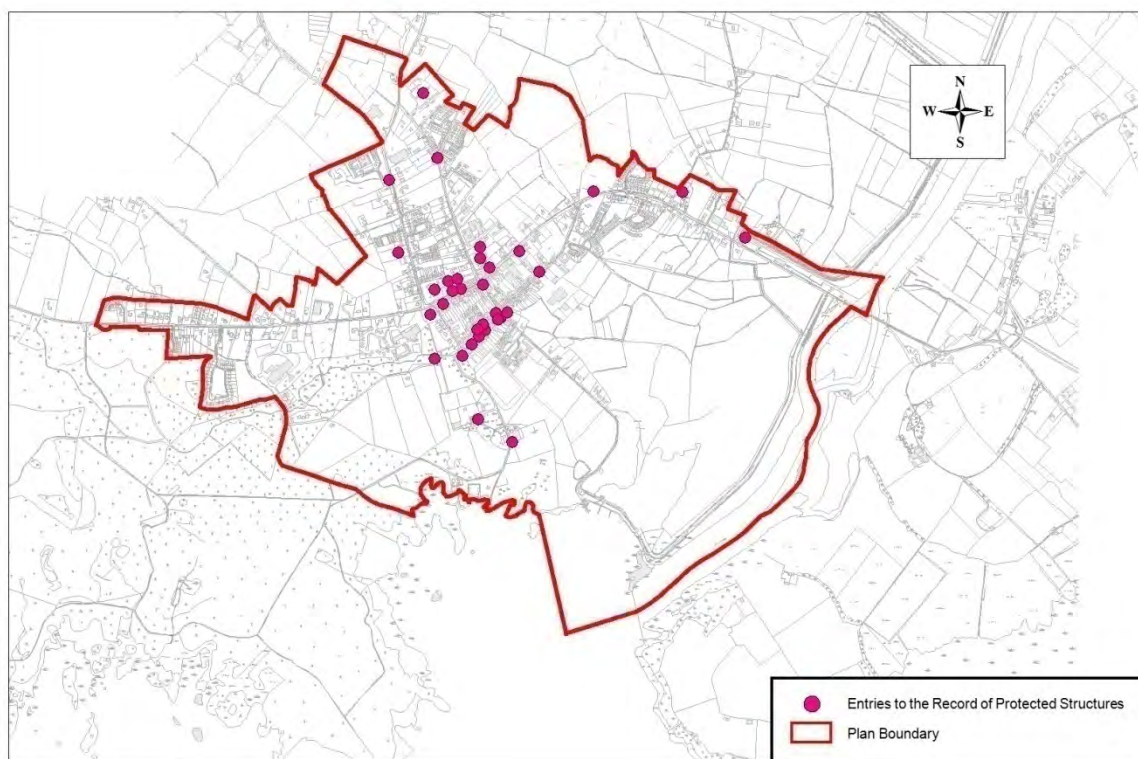 N
W E
S
Entries to the Record of Protected Structures
Plan Boundary